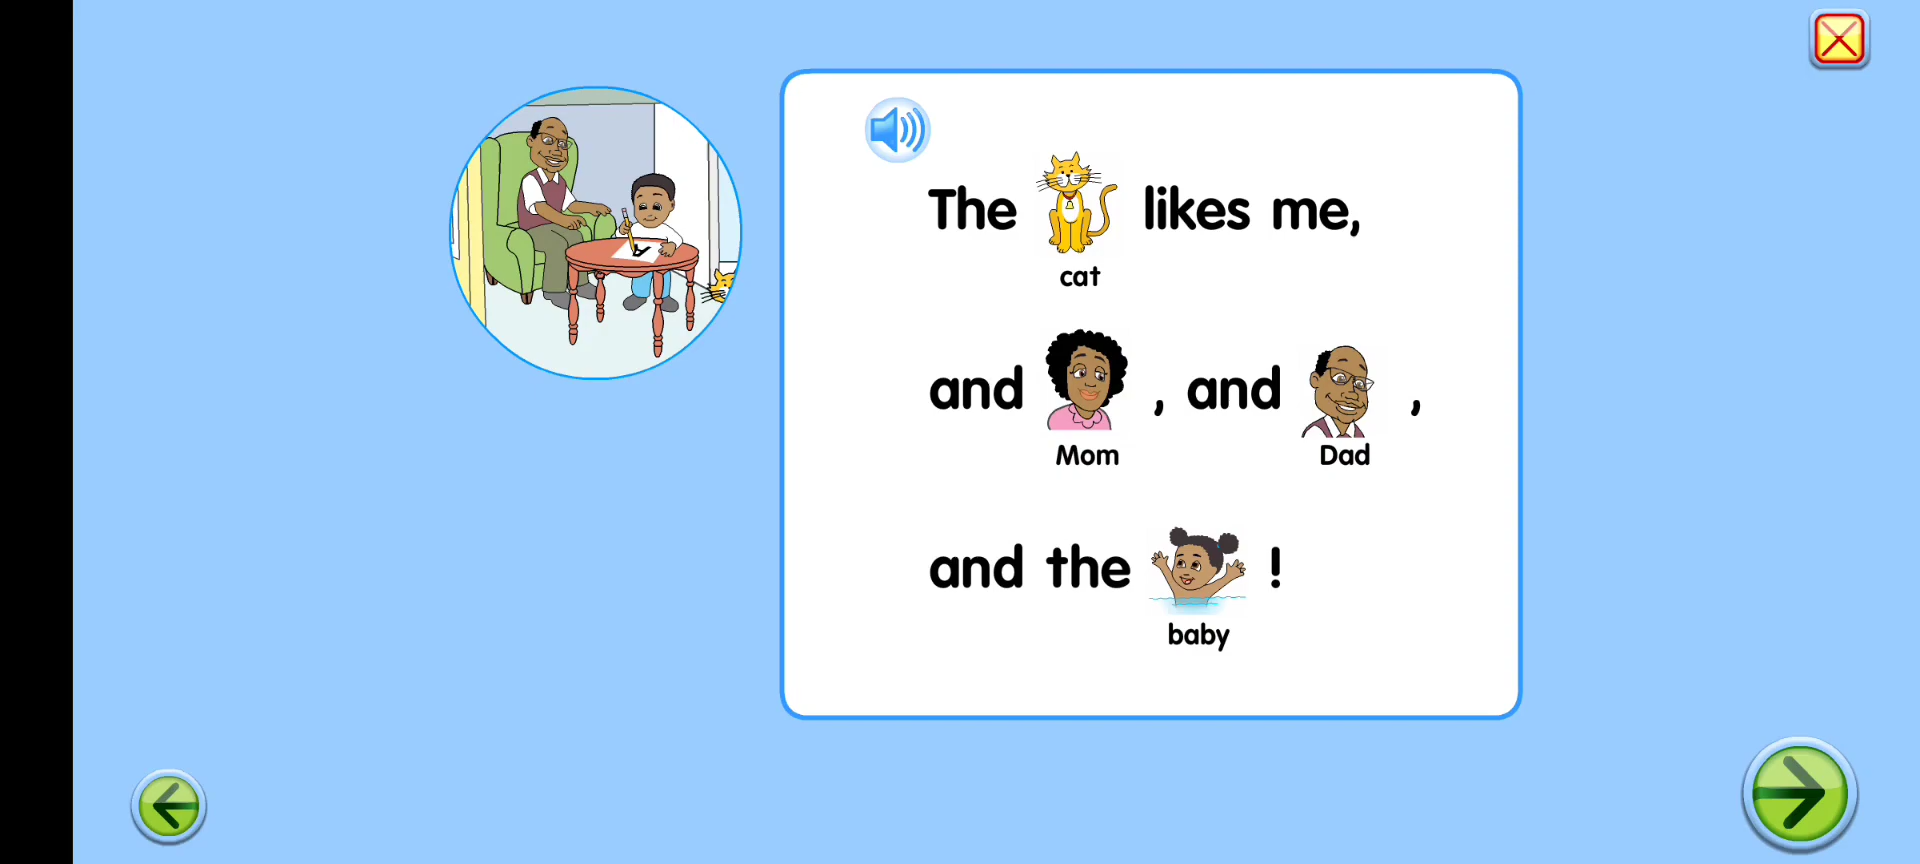 The likes me,
cat
and , and ,
Mom Dad
and the !
baby
A